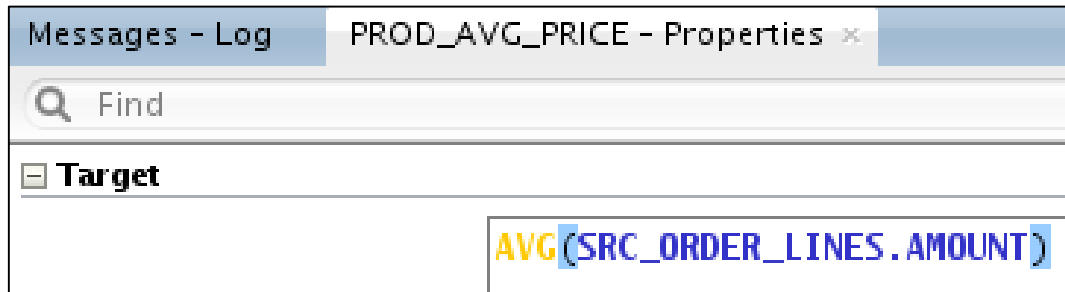 Messages - Log PROD_AVG_PRICE - Properties
Find
Target
AVG(SRC_ORDER_LINES.AMOUNT)